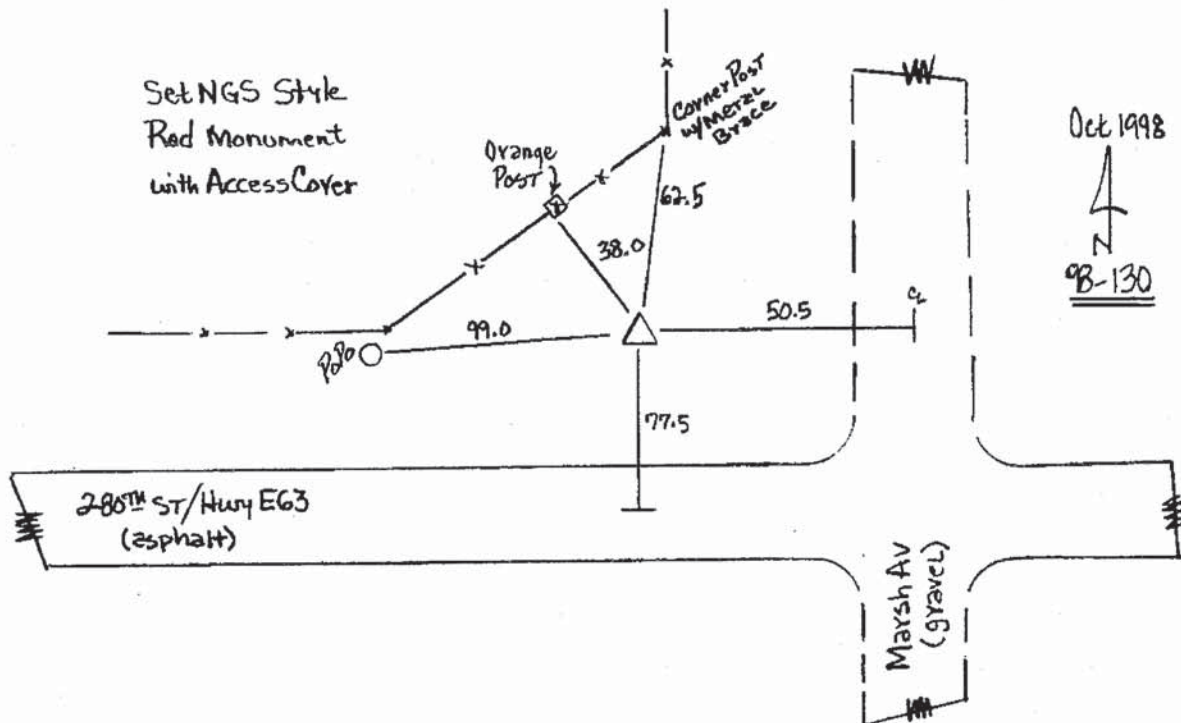 Set NGS Style
Rod Monument
with Access Cover
Corner Post
w/Metal
Brace
Orange
Post
62.5
38.0
99.0
50.5
77.5
Oct 1998
N
98-130
280TH ST/Hwy E63
(asphalt)
Marsh AV
(gravel)